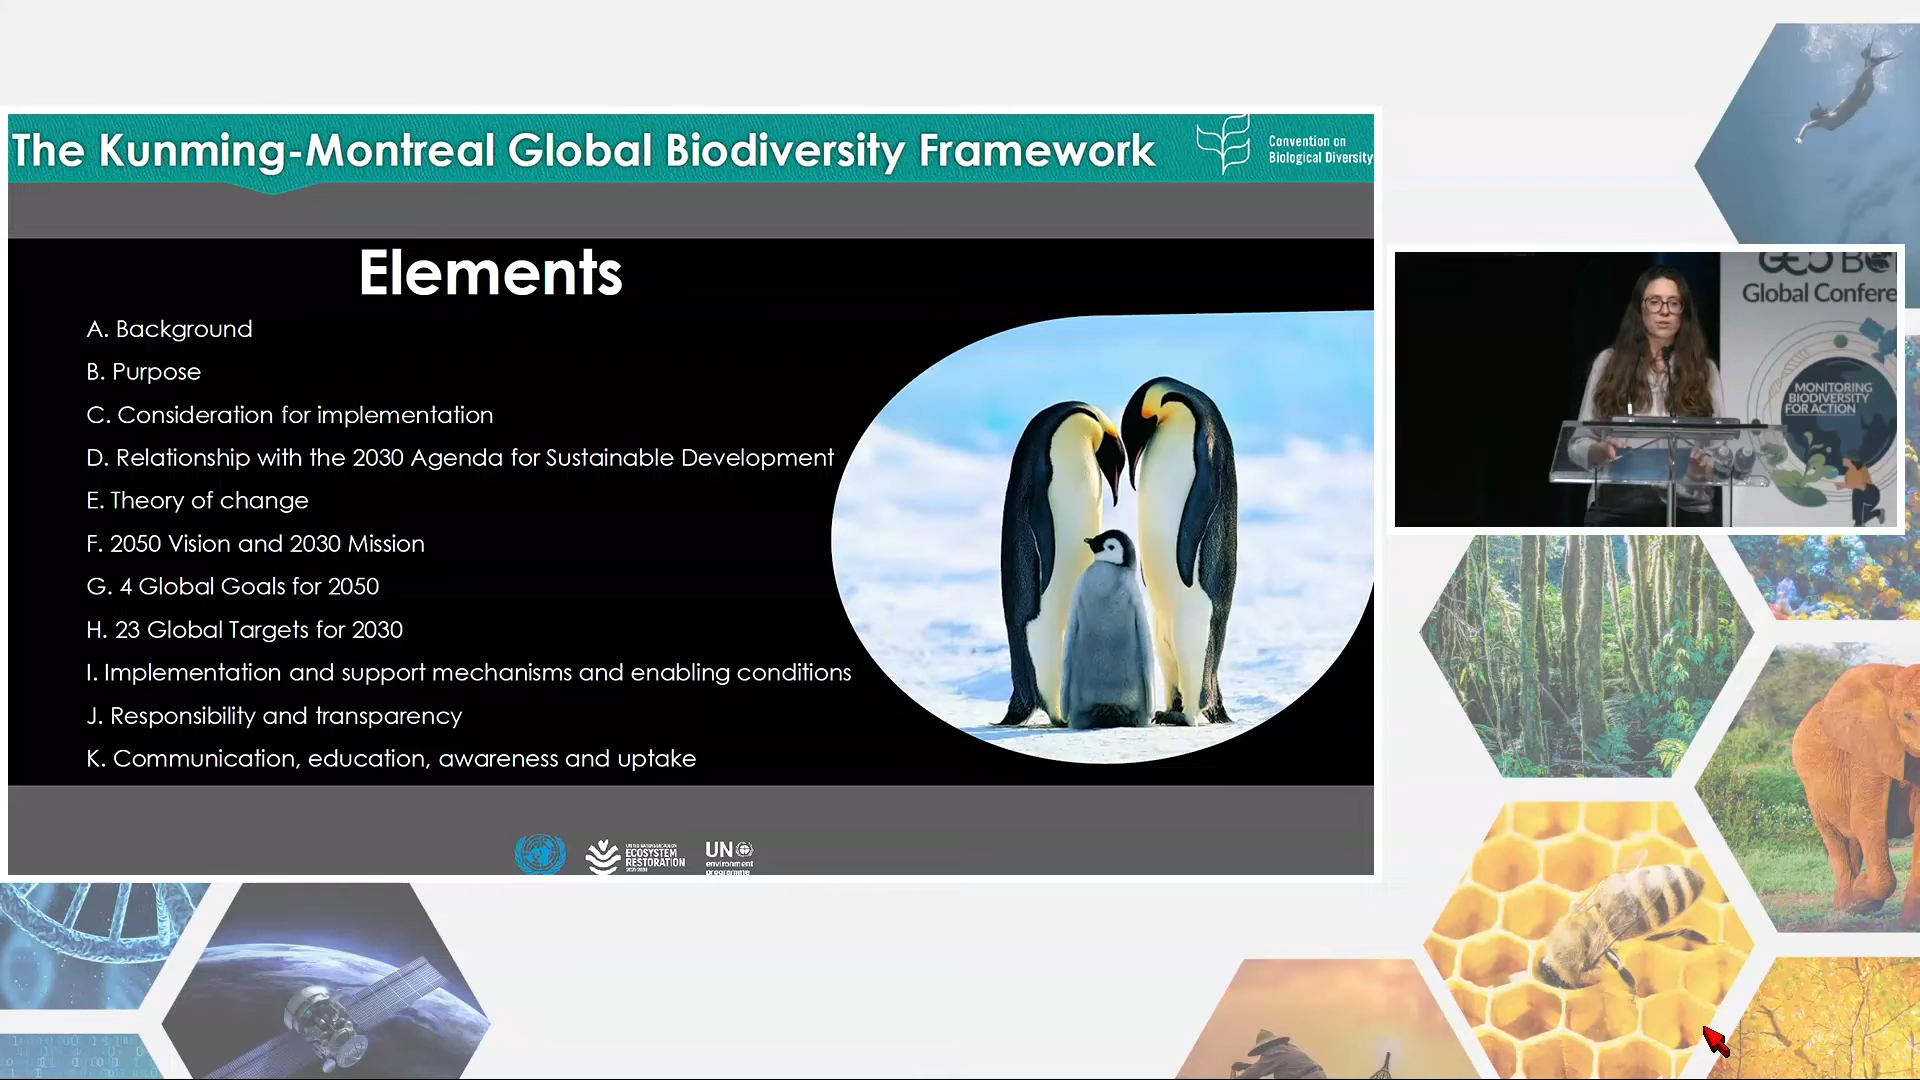 The Kunming-Montreal Global Biodiversity Framework
Convention on
Biological Diversity
Elements
A. Background
B. Purpose
C. Consideration for implementation
D. Relationship with the 2030 Agenda for Sustainable Development
E. Theory of change
F. 2050 Vision and 2030 Mission
G. 4 Global Goals for 2050
H. 23 Global Targets for 2030
I. Implementation and support mechanisms and enabling conditions
J. Responsibility and transparency
K. Communication, education, awareness and uptake
ECOSYSTEM
RESTORATION
UN
environment
programme
GEO BO
Global Confere
MONITORING
BIODIVERSITY
FOR ACTION